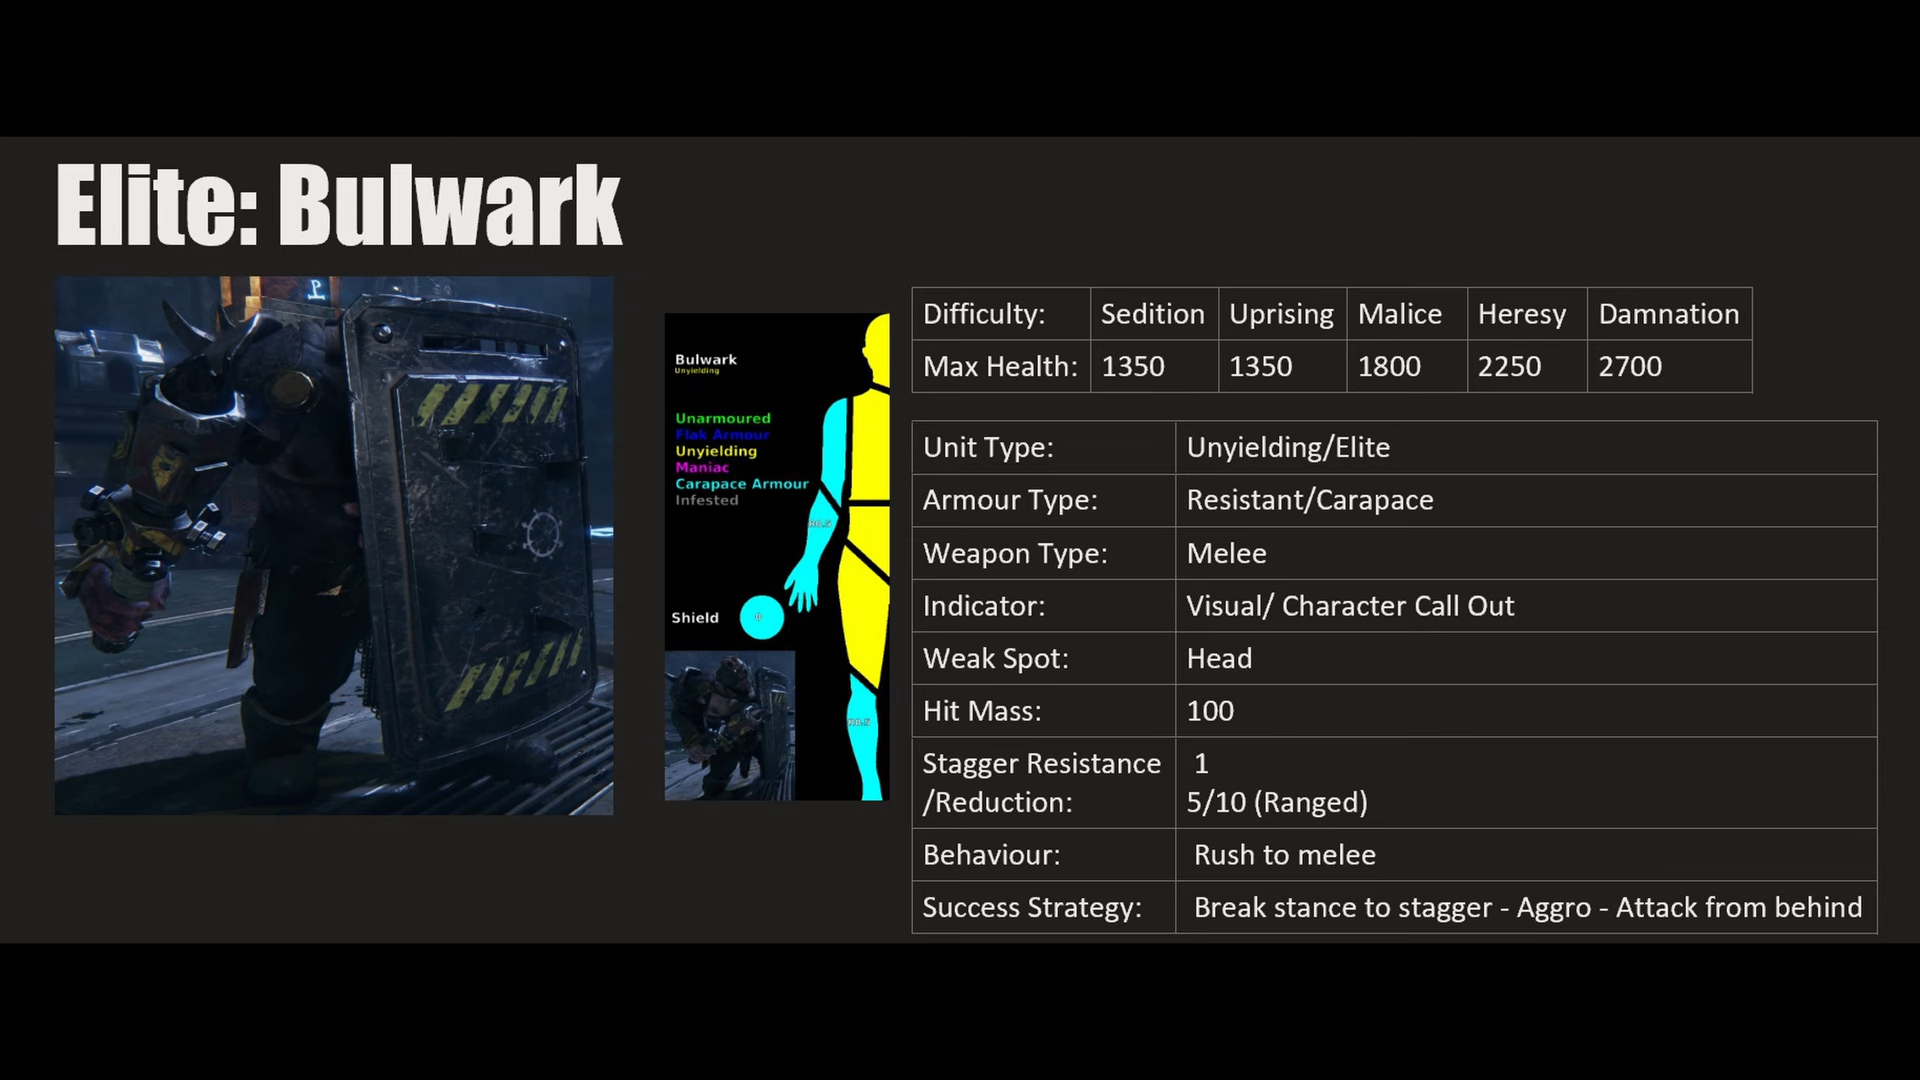 Elite: Bulwark
Bulwark
Unyielding
Unarmoured
Flak Armour
Unyielding
Maniac
Carapace Armour
Infested
Shield
0
Difficulty: Sedition Uprising Malice Heresy Damnation
Max Health: 1350 1350 1800 2250 2700
Unit Type: Unyielding/Elite
Armour Type: Resistant/Carapace
Weapon Type: Melee
Indicator: Visual/ Character Call Out
Weak Spot: Head
Hit Mass: 100
Stagger Resistance 1
/Reduction: 5/10 (Ranged)
Behaviour: Rush to melee
Success Strategy: Break stance to stagger - Aggro - Attack from behind